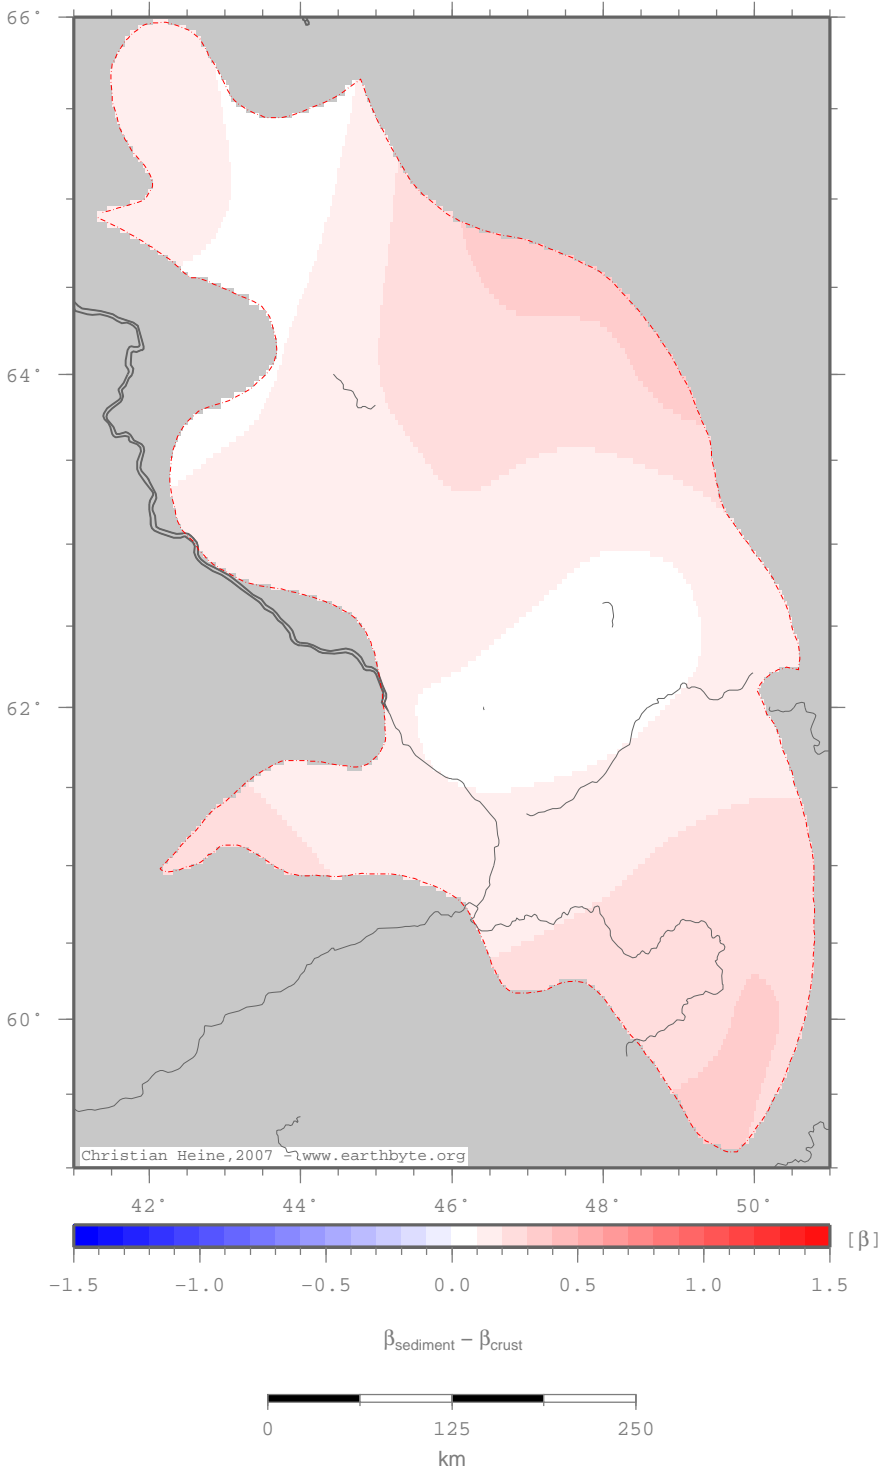 66°
64°
62°
60°
Christian Heine,2007 - www.earthbyte.org
42° 44° 46° 48° 50°
[β]
−1.5 −1.0 −0.5 0.0 0.5 1.0 1.5
βsediment − βcrust
0 125 250
km